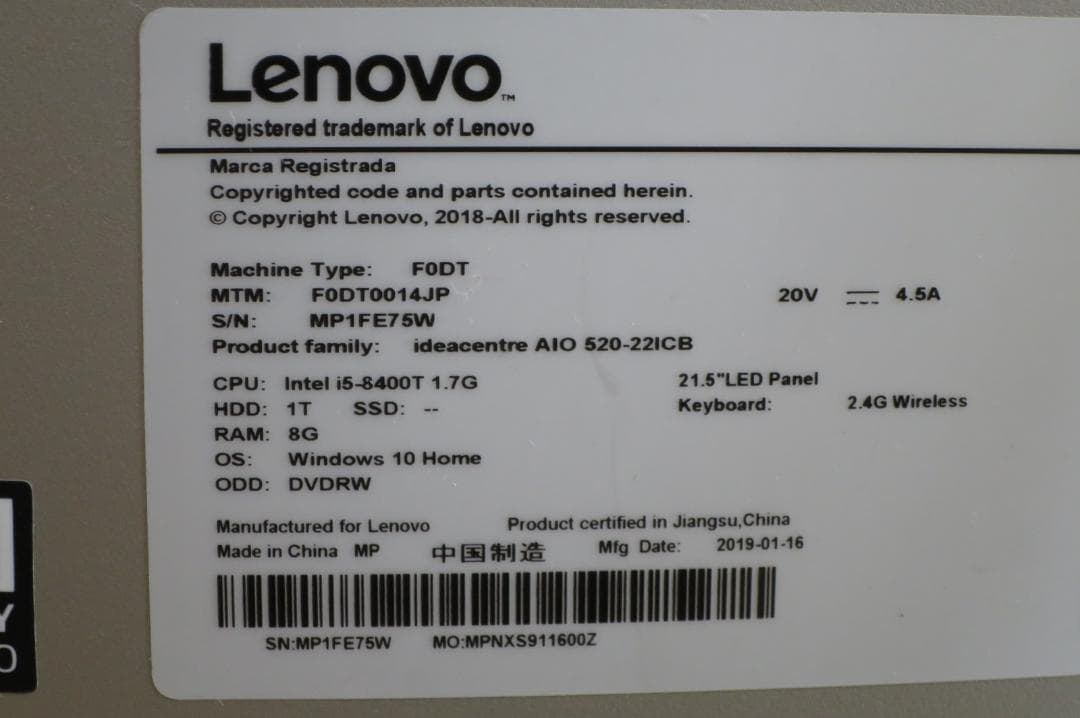 Lenovo™
Registered trademark of Lenovo
Marca Registrada
Copyrighted code and parts contained herein.
© Copyright Lenovo, 2018-All rights reserved.
Machine Type: F0DT
MTM: F0DT0014JP 20V 4.5A
S/N: MP1FE75W
Product family: ideacentre AIO 520-22ICB
CPU: Intel i5-8400T 1.7G 21.5"LED Panel
HDD: 1T SSD: -- Keyboard: 2.4G Wireless
RAM: 8G
OS: Windows 10 Home
ODD: DVDRW
Manufactured for Lenovo Product certified in Jiangsu,China
Made in China MP 中国制造 Mfg Date: 2019-01-16
SN:MP1FE75W MO:MPNXS911600Z
Y
O